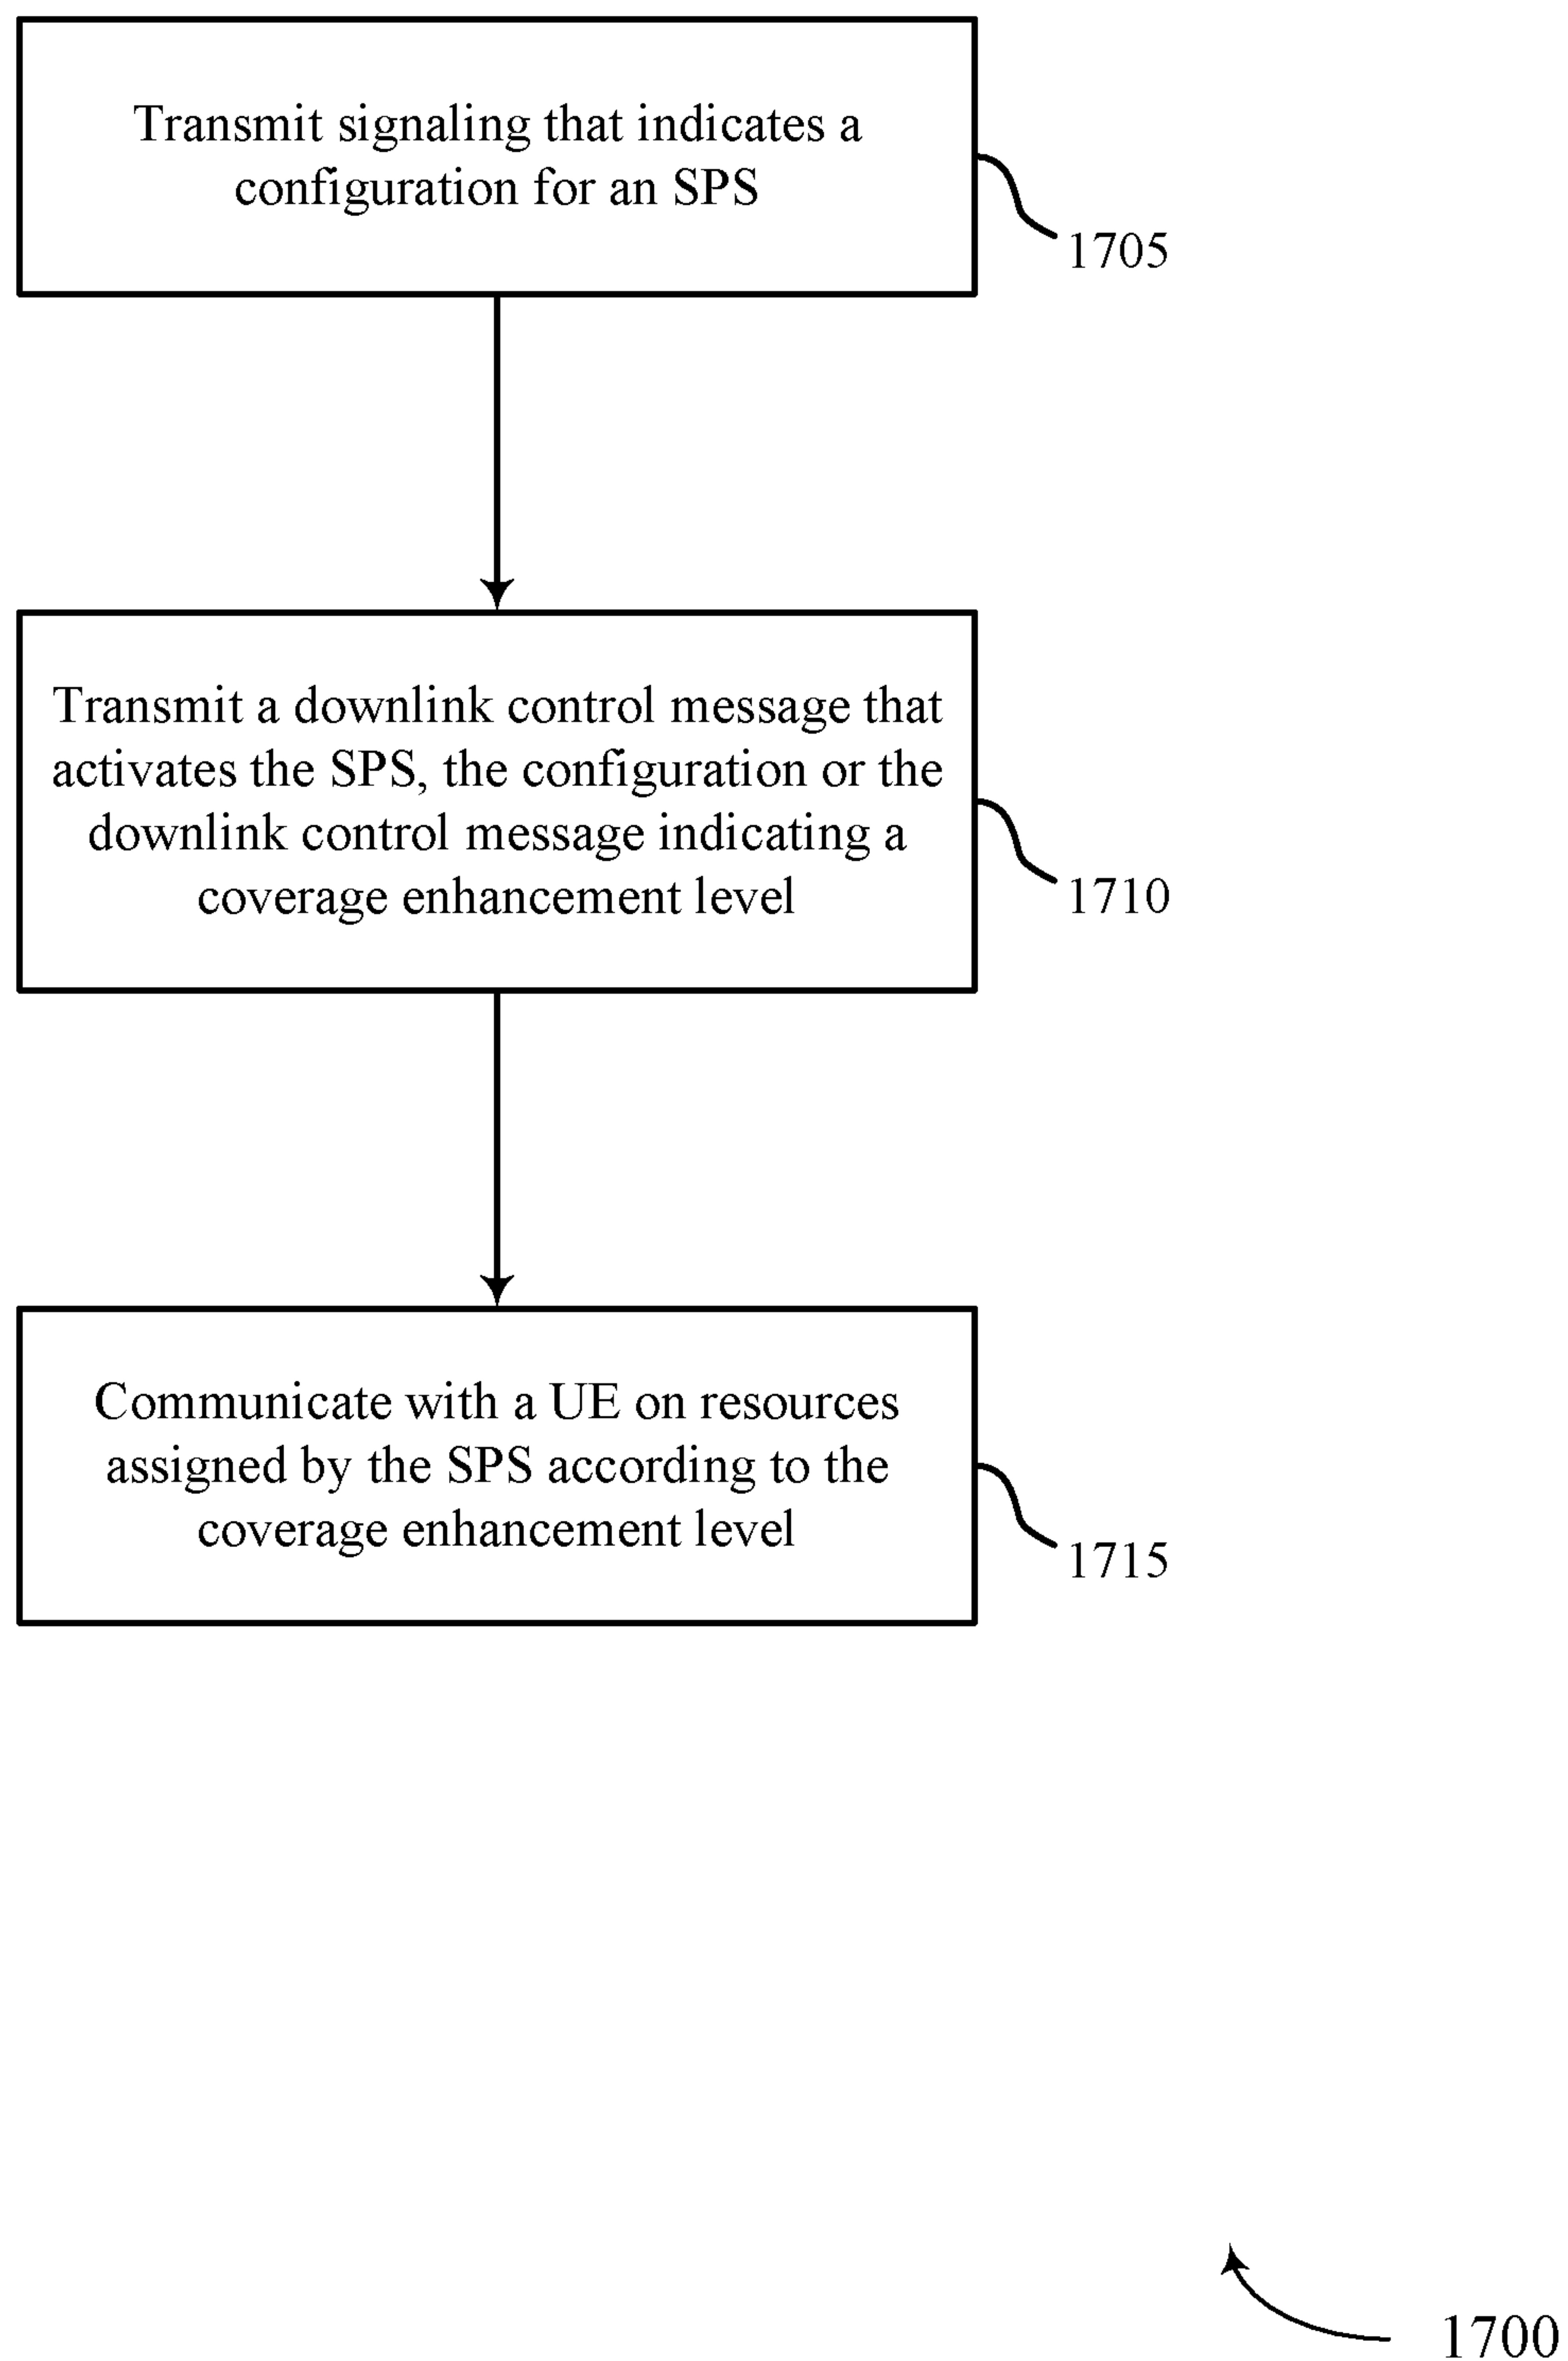 Transmit signaling that indicates a
configuration for an SPS
1705
Transmit a downlink control message that
activates the SPS, the configuration or the
downlink control message indicating a
coverage enhancement level
1710
Communicate with a UE on resources
assigned by the SPS according to the
coverage enhancement level
1715
1700